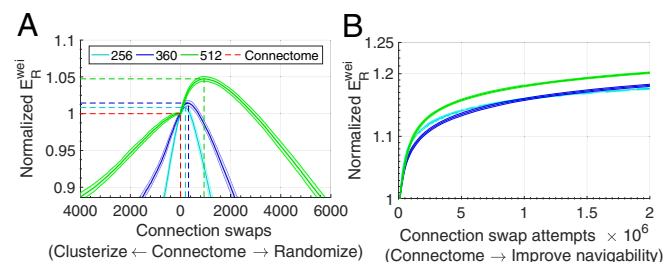 A
B
Normalized E_R^wei
1.1
1.05
1
0.95
0.9
256 360 512 Connectome
4000 2000 0 2000 4000 6000
Connection swaps
(Clusterize ← Connectome → Randomize)
Normalized E_R^wei
1.25
1.2
1.1
1
0 0.5 1 1.5 2
Connection swap attempts × 10^6
(Connectome → Improve navigability)